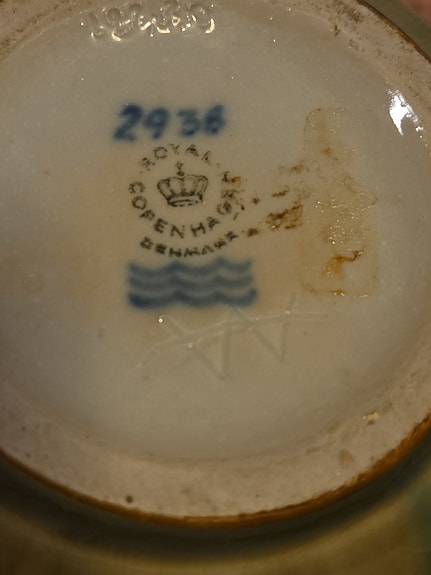 2936
ROYAL
COPENHAGEN
DENMARK